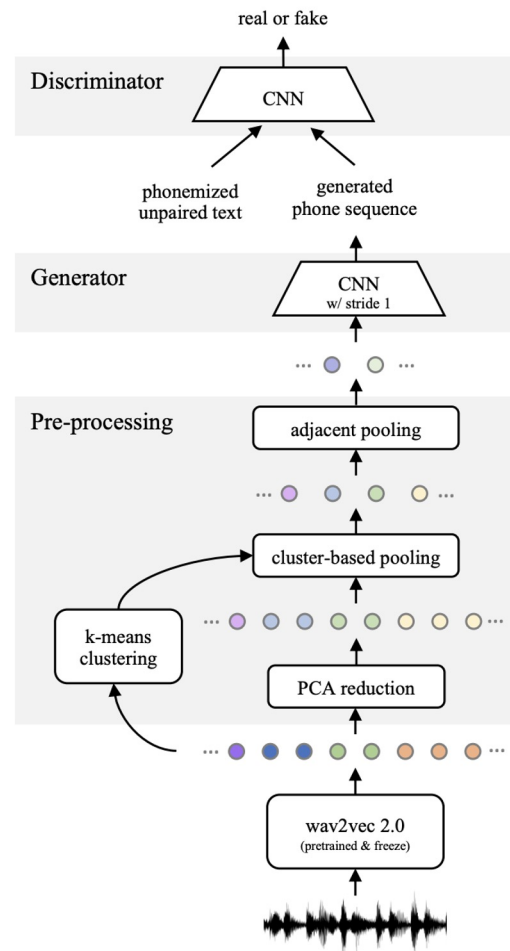 real or fake
Discriminator
CNN
phonemized
unpaired text
generated
phone sequence
Generator
CNN
w/ stride 1
... ...
Pre-processing
adjacent pooling
... ...
cluster-based pooling
... ...
k-means
clustering
PCA reduction
... ...
wav2vec 2.0
(pretrained & freeze)